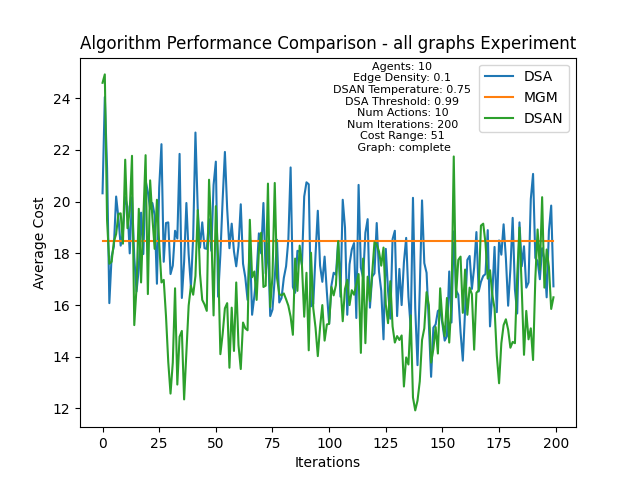 Algorithm Performance Comparison - all graphs Experiment
Agents: 10
Edge Density: 0.1
DSAN Temperature: 0.75
DSA Threshold: 0.99
Num Actions: 10
Num Iterations: 200
Cost Range: 51
Graph: complete
DSA
MGM
DSAN
Average Cost
24
22
20
18
16
14
12
0
25
50
75
100
125
150
175
200
Iterations